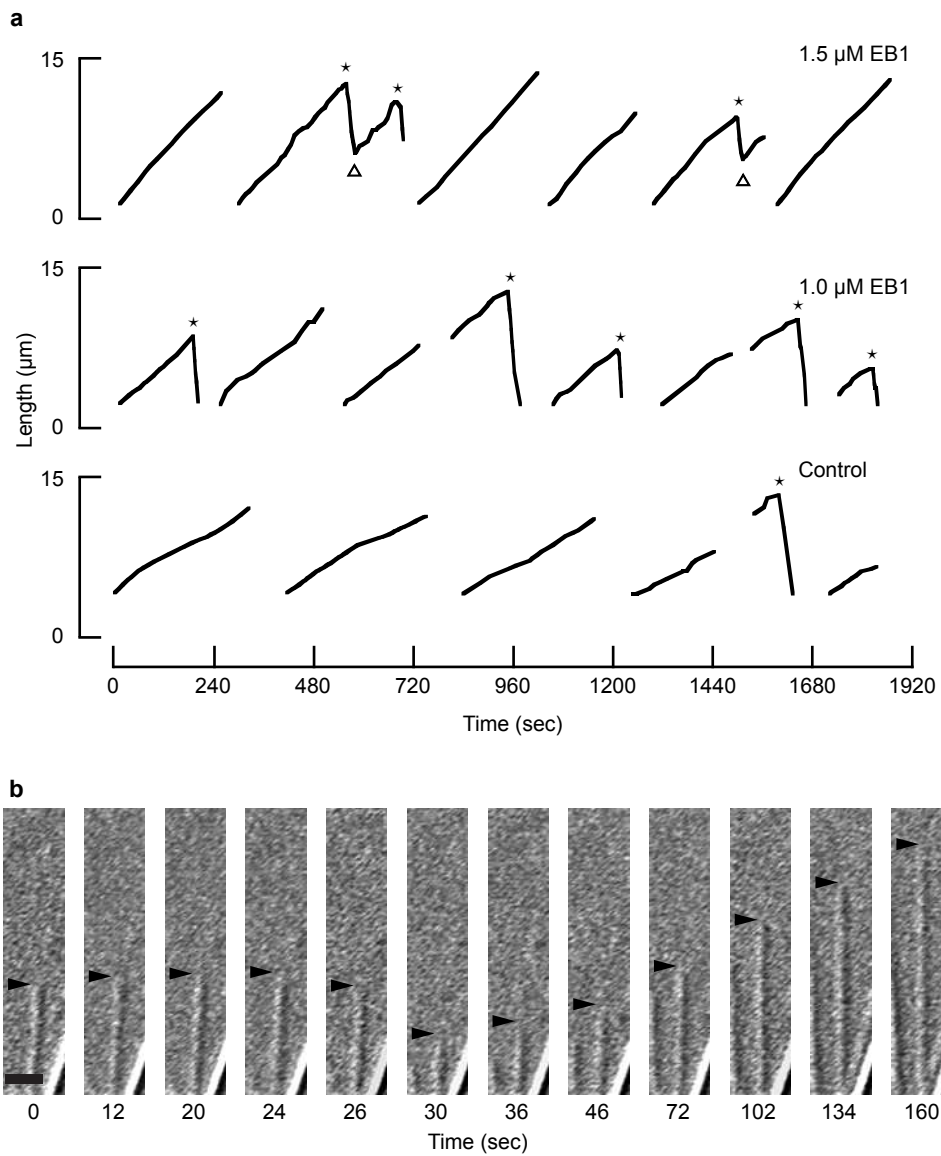 a
15
1.5 µM EB1
0
15
1.0 µM EB1
0
Length (µm)
15
Control
0
0 240 480 720 960 1200 1440 1680 1920
Time (sec)
b
0 12 20 24 26 30 36 46 72 102 134 160
Time (sec)